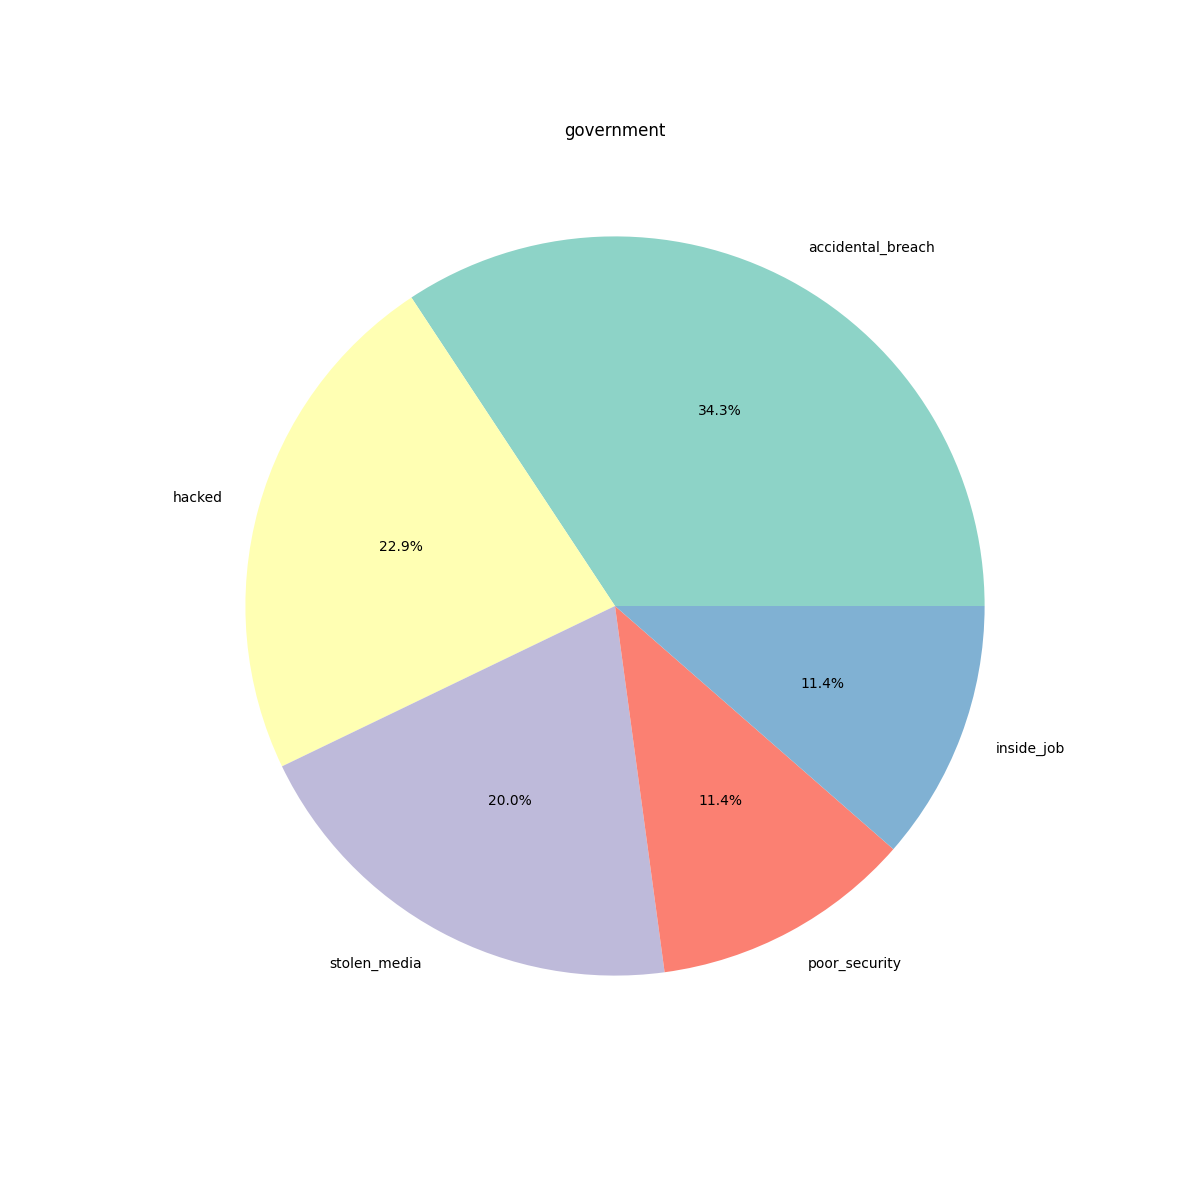 government
accidental_breach
34.3%
hacked
22.9%
11.4%
inside_job
20.0%
11.4%
stolen_media
poor_security